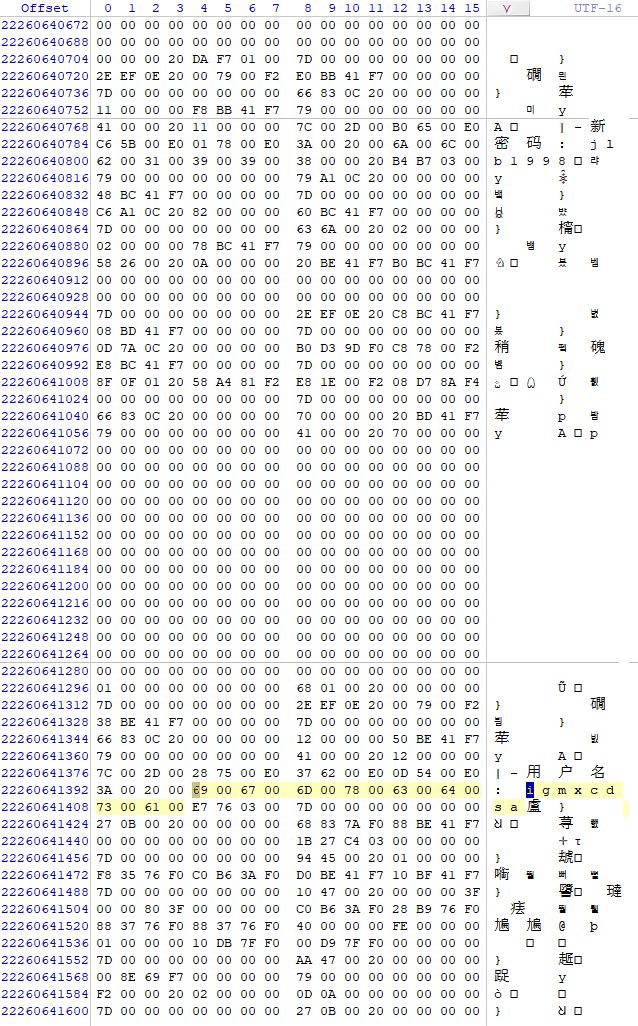 Offset 0 1 2 3 4 5 6 7 8 9 10 11 12 13 14 15 UTF-16
22260640672 00 00 00 00 00 00 00 00 00 00 00 00 00 00 00 00
22260640688 00 00 00 00 00 00 00 00 00 00 00 00 00 00 00 00
22260640704 00 00 00 20 DA F7 01 00 7D 00 00 00 00 00 00 00 }
22260640720 2E EF 0E 20 00 79 00 F2 E0 BB 41 F7 00 00 00 00
22260640736 7D 00 00 00 00 00 00 00 66 83 0C 20 00 00 00 00 } 荦
22260640752 11 00 00 00 F8 BB 41 F7 79 00 00 00 00 00 00 00 y
22260640768 41 00 00 20 11 00 00 00 7C 00 2D 00 B0 65 00 E0 A | - 新
22260640784 C6 5B 00 E0 01 78 00 E0 3A 00 20 00 6A 00 6C 00 密 码 : j l
22260640800 62 00 31 00 39 00 39 00 38 00 00 20 B4 B7 03 00 b 1 9 9 8
22260640816 79 00 00 00 00 00 00 00 79 A1 0C 20 00 00 00 00 y
22260640832 48 BC 41 F7 00 00 00 00 7D 00 00 00 00 00 00 00 }
22260640848 C6 A1 0C 20 82 00 00 00 60 BC 41 F7 00 00 00 00
22260640864 7D 00 00 00 00 00 00 00 63 6A 00 20 02 00 00 00 }
22260640880 02 00 00 00 78 BC 41 F7 79 00 00 00 00 00 00 00 y
22260640896 58 26 00 20 0A 00 00 00 20 BE 41 F7 B0 BC 41 F7
22260640912 00 00 00 00 00 00 00 00 00 00 00 00 00 00 00 00
22260640928 00 00 00 00 00 00 00 00 00 00 00 00 00 00 00 00
22260640944 7D 00 00 00 00 00 00 00 2E EF 0E 20 C8 BC 41 F7 }
22260640960 08 BD 41 F7 00 00 00 00 7D 00 00 00 00 00 00 00 }
22260640976 0D 7A 0C 20 00 00 00 00 B0 D3 9D F0 C8 78 00 F2 稍
22260640992 E8 BC 41 F7 00 00 00 00 7D 00 00 00 00 00 00 00 }
22260641008 8F 0F 01 20 58 A4 81 F2 E8 1E 00 F2 08 D7 8A F4
22260641024 00 00 00 00 00 00 00 00 7D 00 00 00 00 00 00 00 }
22260641040 66 83 0C 20 00 00 00 00 70 00 00 00 20 BD 41 F7 荦 p
22260641056 79 00 00 00 00 00 00 00 41 00 00 20 70 00 00 00 y A p
22260641072 00 00 00 00 00 00 00 00 00 00 00 00 00 00 00 00
22260641088 00 00 00 00 00 00 00 00 00 00 00 00 00 00 00 00
22260641104 00 00 00 00 00 00 00 00 00 00 00 00 00 00 00 00
22260641120 00 00 00 00 00 00 00 00 00 00 00 00 00 00 00 00
22260641136 00 00 00 00 00 00 00 00 00 00 00 00 00 00 00 00
22260641152 00 00 00 00 00 00 00 00 00 00 00 00 00 00 00 00
22260641168 00 00 00 00 00 00 00 00 00 00 00 00 00 00 00 00
22260641184 00 00 00 00 00 00 00 00 00 00 00 00 00 00 00 00
22260641200 00 00 00 00 00 00 00 00 00 00 00 00 00 00 00 00
22260641216 00 00 00 00 00 00 00 00 00 00 00 00 00 00 00 00
22260641232 00 00 00 00 00 00 00 00 00 00 00 00 00 00 00 00
22260641248 00 00 00 00 00 00 00 00 00 00 00 00 00 00 00 00
22260641264 00 00 00 00 00 00 00 00 00 00 00 00 00 00 00 00
22260641280 00 00 00 00 00 00 00 00 00 00 00 00 00 00 00 00
22260641296 01 00 00 00 00 00 00 00 68 01 00 20 00 00 00 00
22260641312 7D 00 00 00 00 00 00 00 2E EF 0E 20 00 79 00 F2 }
22260641328 38 BE 41 F7 00 00 00 00 7D 00 00 00 00 00 00 00 }
22260641344 66 83 0C 20 00 00 00 00 12 00 00 00 50 BE 41 F7 荦
22260641360 79 00 00 00 00 00 00 00 41 00 00 20 12 00 00 00 y A
22260641376 7C 00 2D 00 28 75 00 E0 37 62 00 E0 0D 54 00 E0 | - 用 户 名
22260641392 3A 00 20 00 69 00 67 00 6D 00 78 00 63 00 64 00 : i g m x c d
22260641408 73 00 61 00 E7 76 03 00 7D 00 00 00 00 00 00 00 s a 盧 }
22260641424 27 0B 00 20 00 00 00 00 68 83 7A F0 88 BE 41 F7
22260641440 00 00 00 00 00 00 00 00 1B 27 C4 03 00 00 00 00
22260641456 7D 00 00 00 00 00 00 00 94 45 00 20 01 00 00 00 }
22260641472 F8 35 76 F0 C0 B6 3A F0 D0 BE 41 F7 10 BF 41 F7
22260641488 7D 00 00 00 00 00 00 00 10 47 00 20 00 00 00 3F }
22260641504 00 00 80 3F 00 00 00 00 C0 B6 3A F0 28 B9 76 F0
22260641520 88 37 76 F0 88 37 76 F0 40 00 00 00 FE 00 00 00 @ p
22260641536 01 00 00 00 10 DB 7F F0 00 D9 7F F0 00 00 00 00
22260641552 7D 00 00 00 00 00 00 00 AA 47 00 20 00 00 00 00 }
22260641568 00 8E 69 F7 00 00 00 00 79 00 00 00 00 00 00 00 y
22260641584 F2 00 00 20 02 00 00 00 0D 0A 00 00 00 00 00 00 ò
22260641600 7D 00 00 00 00 00 00 00 27 0B 00 20 00 00 00 00 }